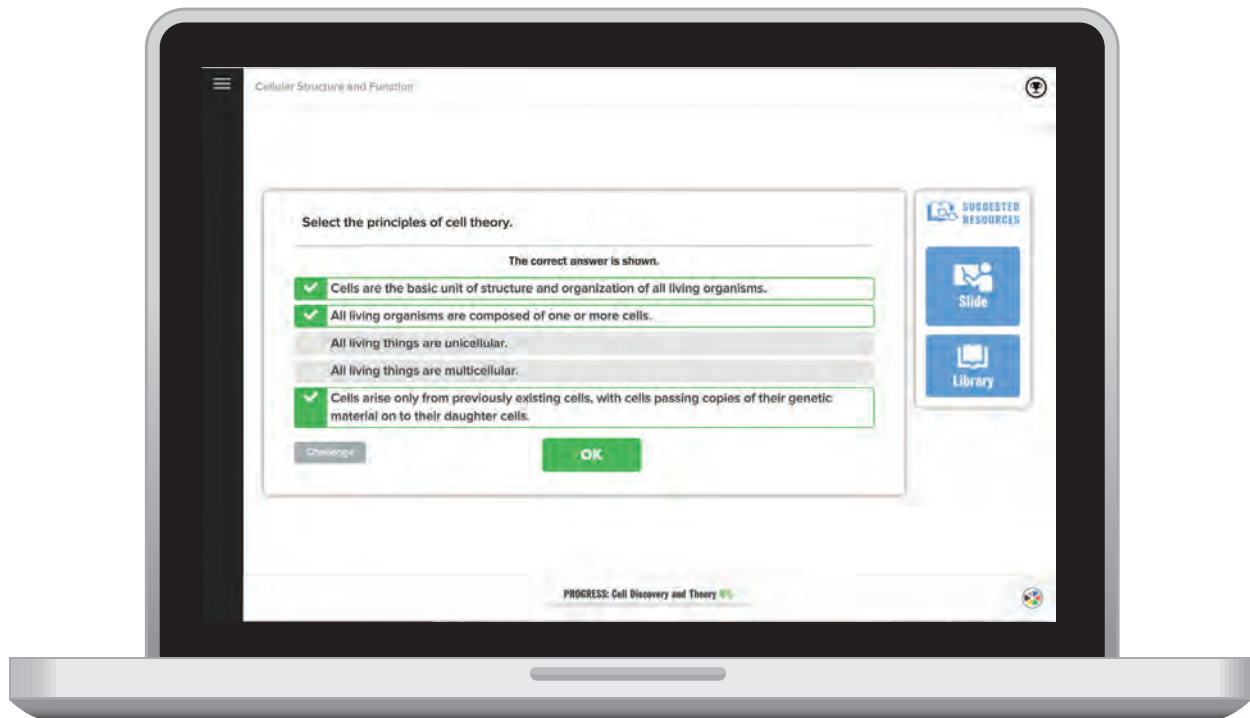 Cellular Structure and Function
Select the principles of cell theory.
SUGGESTED
RESOURCES
The correct answer is shown.
Cells are the basic unit of structure and organization of all living organisms.
All living organisms are composed of one or more cells.
All living things are unicellular.
All living things are multicellular.
Cells arise only from previously existing cells, with cells passing copies of their genetic
material on to their daughter cells.
Slide
Library
Challenge
OK
PROGRESS: Cell Discovery and Theory